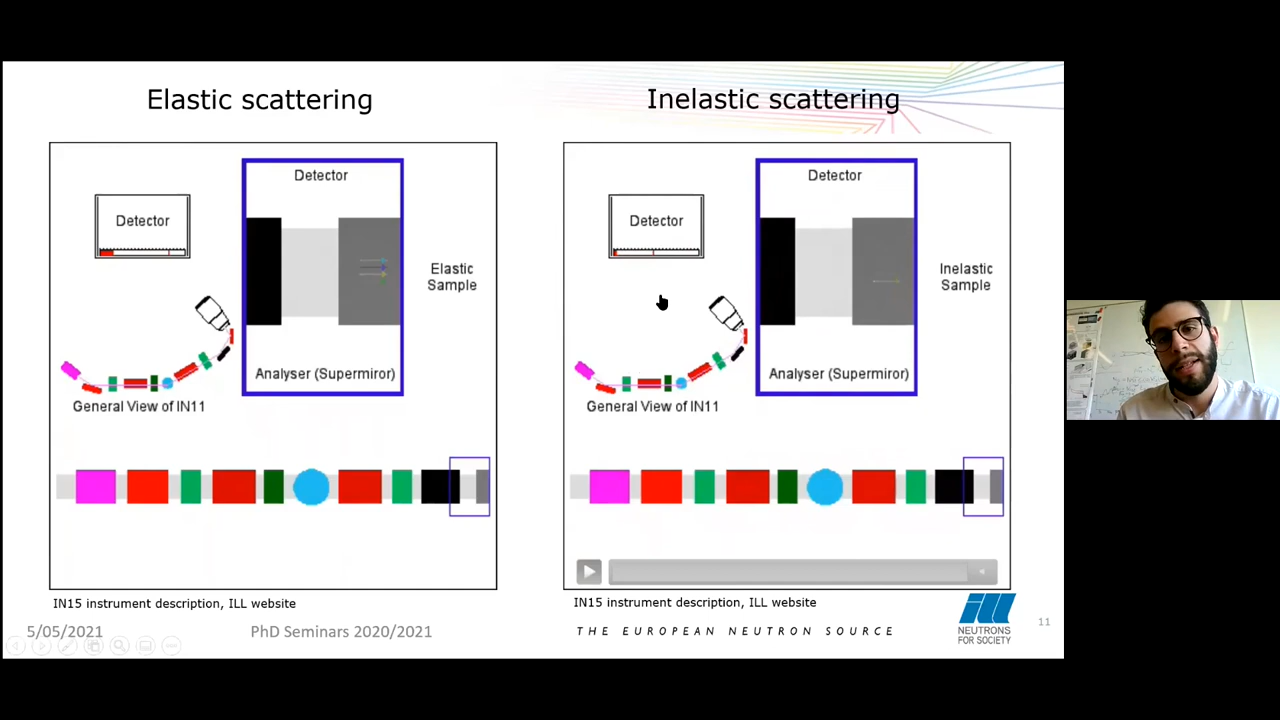 Elastic scattering
Inelastic scattering
Detector
Detector
Elastic
Sample
Analyser (Supermiror)
General View of IN11
Detector
Detector
Inelastic
Sample
Analyser (Supermiror)
General View of IN11
IN15 instrument description, ILL website
IN15 instrument description, ILL website
5/05/2021
PhD Seminars 2020/2021
THE EUROPEAN NEUTRON SOURCE
ill
NEUTRONS
FOR SOCIETY
11